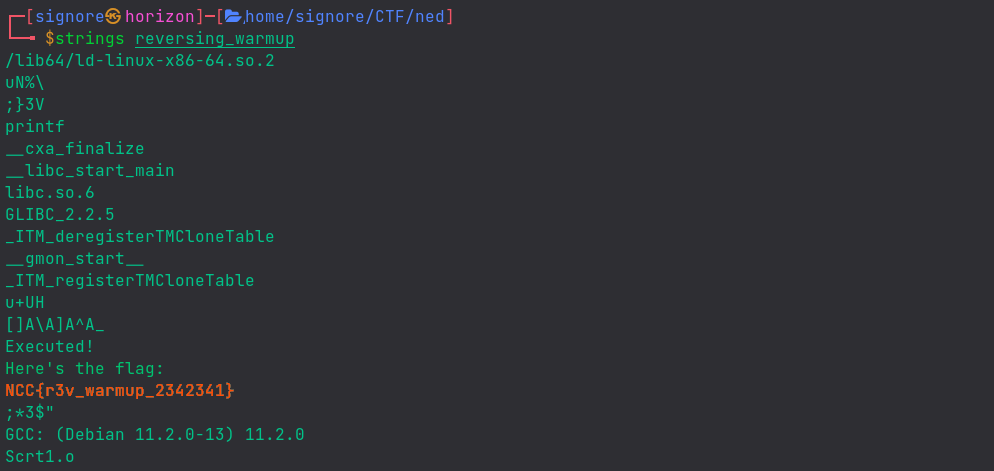 ┌─[signore㉿horizon]─[📂/home/signore/CTF/ned]
└──╼ $strings reversing_warmup
/lib64/ld-linux-x86-64.so.2
uN%\
;}3V
printf
__cxa_finalize
__libc_start_main
libc.so.6
GLIBC_2.2.5
_ITM_deregisterTMCloneTable
__gmon_start__
_ITM_registerTMCloneTable
u+UH
[]A\A]A^A_
Executed!
Here's the flag:
NCC{r3v_warmup_2342341}
;*3$"
GCC: (Debian 11.2.0-13) 11.2.0
Scrt1.o